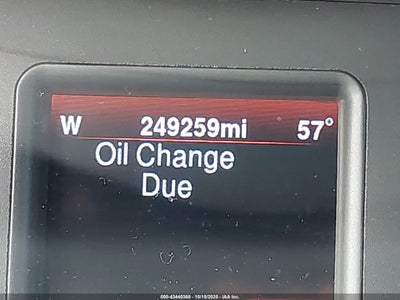 W 249259mi 57°
Oil Change
Due
000-43440368 - 10/15/2025 - IAA Inc.